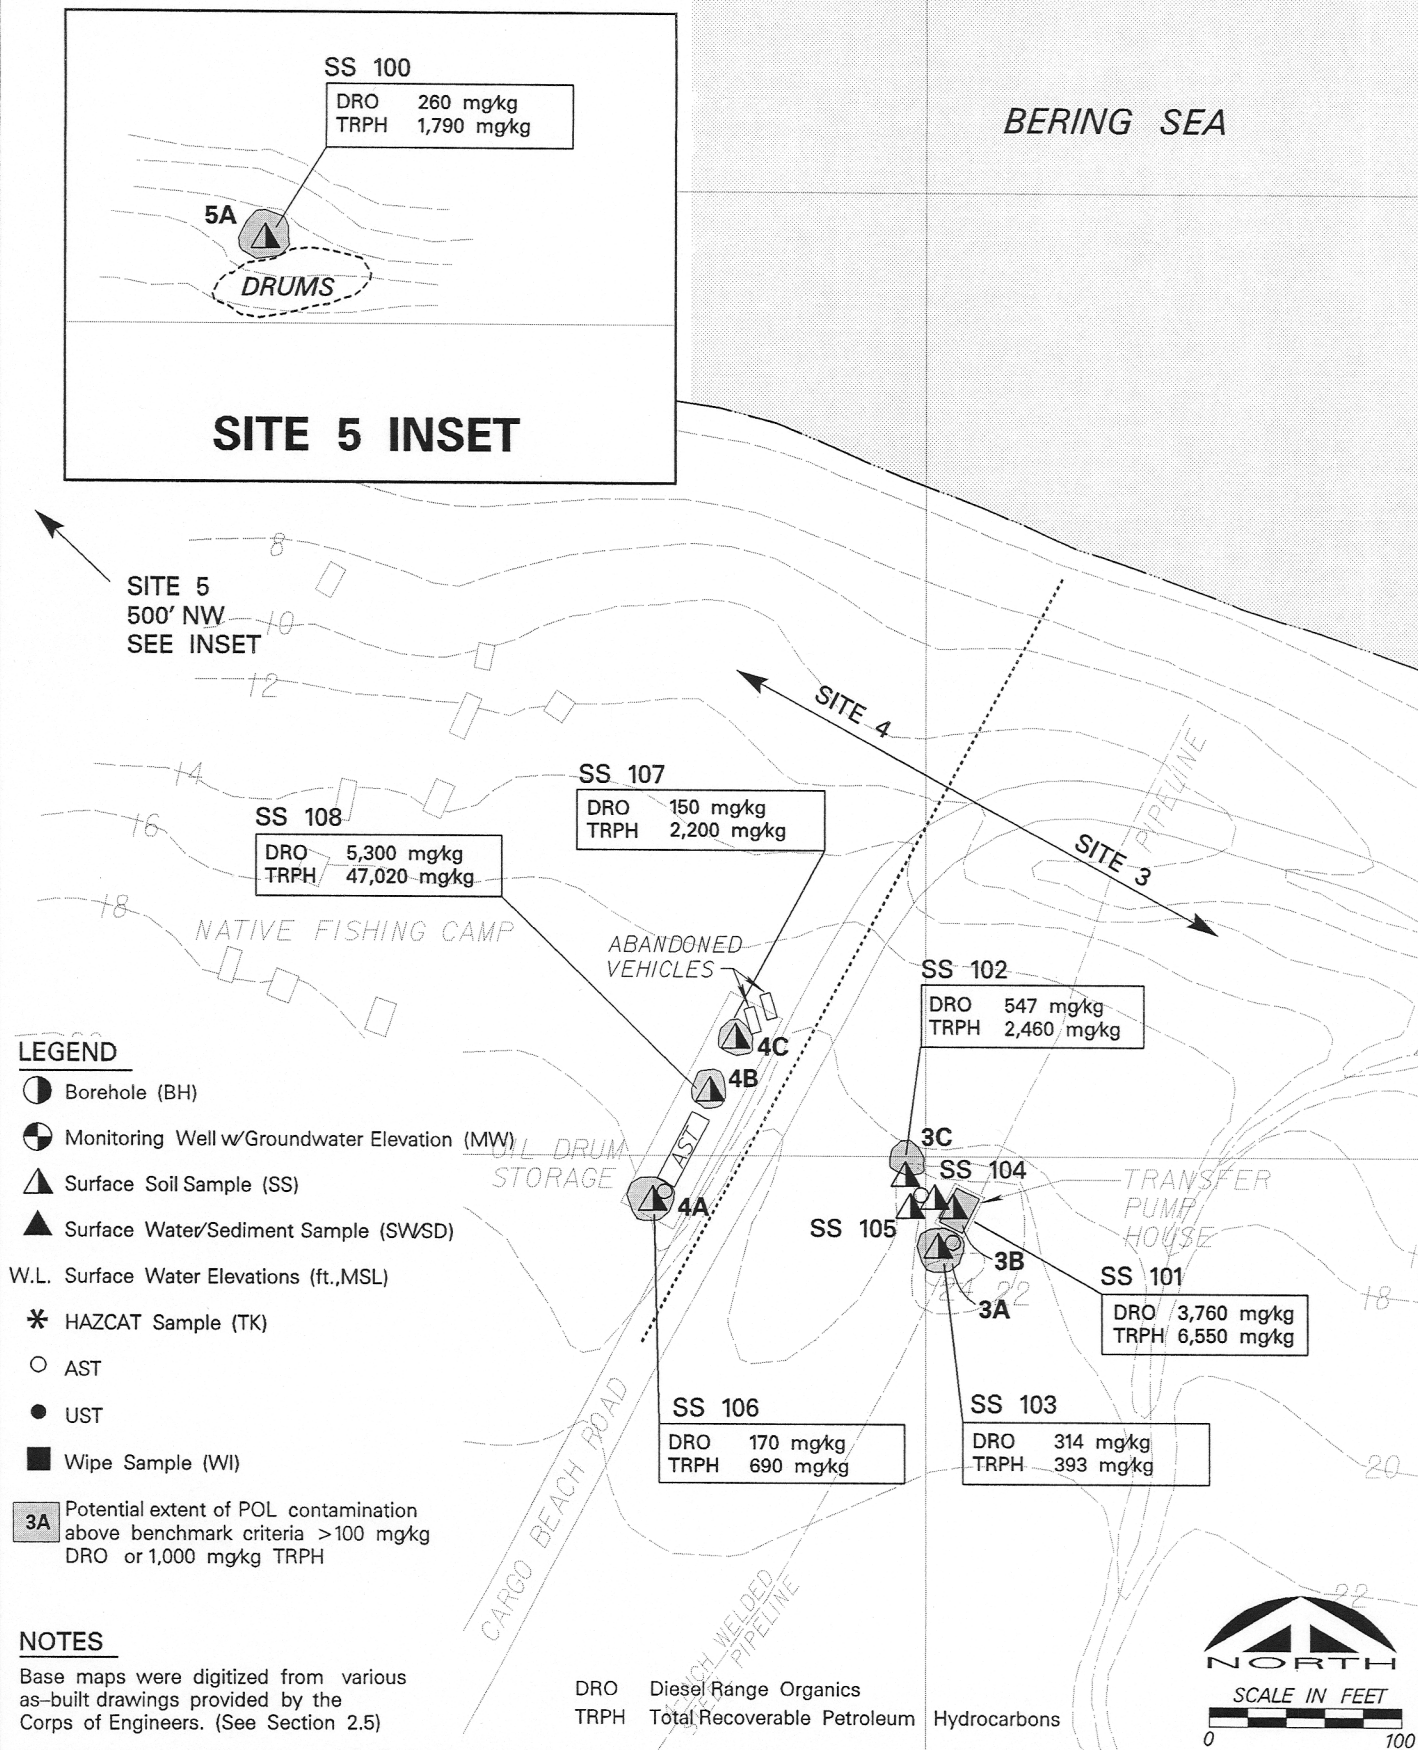 SS 100
DRO 260 mg/kg
TRPH 1,790 mg/kg
5A
DRUMS
SITE 5 INSET
BERING SEA
SITE 5
500' NW
SEE INSET
8
10
12
14
16
18
SITE 4
SITE 3
PIPELINE
SS 107
DRO 150 mg/kg
TRPH 2,200 mg/kg
SS 108
DRO 5,300 mg/kg
TRPH 47,020 mg/kg
NATIVE FISHING CAMP
ABANDONED
VEHICLES
SS 102
DRO 547 mg/kg
TRPH 2,460 mg/kg
4C
4B
AST
4A
OIL DRUM
STORAGE
3C
SS 104
SS 105
TRANSFER
PUMP
HOUSE
3B
3A
24 22
18
SS 101
DRO 3,760 mg/kg
TRPH 6,550 mg/kg
SS 106
DRO 170 mg/kg
TRPH 690 mg/kg
SS 103
DRO 314 mg/kg
TRPH 393 mg/kg
20
22
CARGO BEACH ROAD
WELDED
PIPELINE
LEGEND
Borehole (BH)
Monitoring Well w/Groundwater Elevation (MW)
Surface Soil Sample (SS)
Surface Water/Sediment Sample (SW/SD)
W.L. Surface Water Elevations (ft.,MSL)
HAZCAT Sample (TK)
AST
UST
Wipe Sample (WI)
3A Potential extent of POL contamination
above benchmark criteria >100 mg/kg
DRO or 1,000 mg/kg TRPH
NOTES
Base maps were digitized from various
as-built drawings provided by the
Corps of Engineers. (See Section 2.5)
DRO Diesel Range Organics
TRPH Total Recoverable Petroleum Hydrocarbons
NORTH
SCALE IN FEET
0 100